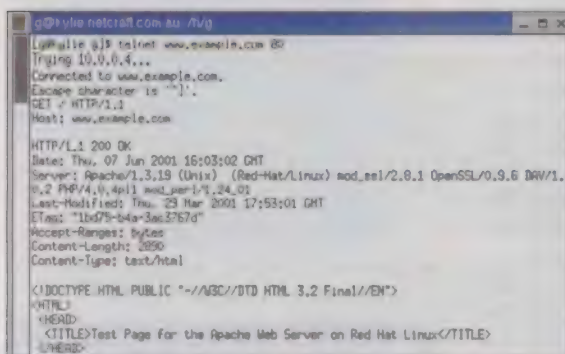 g@kylie.netcraft.com.au: /h/g
[g@kylie g]$ telnet www.example.com 80
Trying 10.0.0.4...
Connected to www.example.com.
Escape character is '^]'.
GET / HTTP/1.1
Host: www.example.com
HTTP/1.1 200 OK
Date: Thu, 07 Jun 2001 16:03:02 GMT
Server: Apache/1.3.19 (Unix) (Red-Hat/Linux) mod_ssl/2.8.1 OpenSSL/0.9.6 DAV/1.
0.2 PHP/4.0.4pl1 mod_perl/1.24_01
Last-Modified: Thu, 29 Mar 2001 17:53:01 GMT
ETag: "1bd75-b4a-3ac3767d"
Accept-Ranges: bytes
Content-Length: 2890
Content-Type: text/html
<!DOCTYPE HTML PUBLIC "-//W3C//DTD HTML 3.2 Final//EN">
<HTML>
<HEAD>
<TITLE>Test Page for the Apache Web Server on Red Hat Linux</TITLE>
</HEAD>